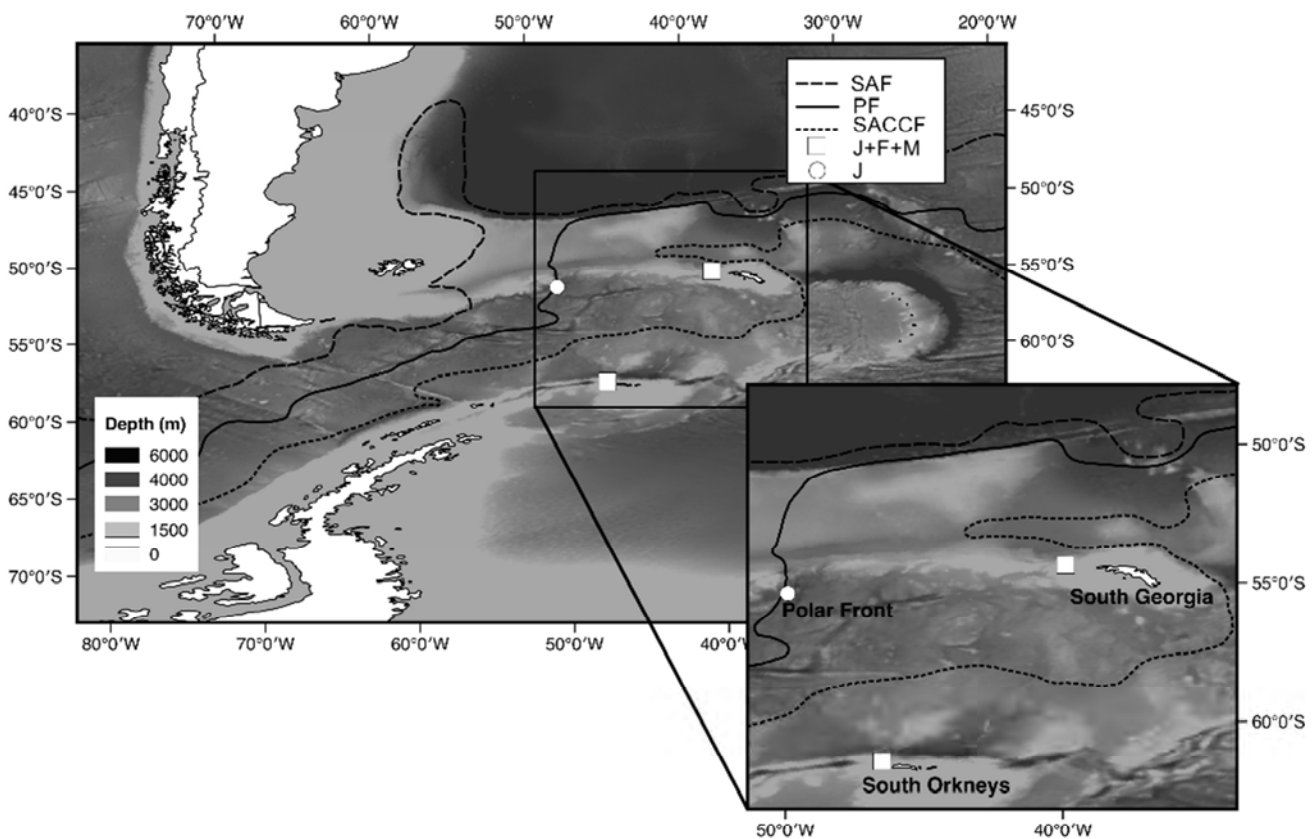 70°0'W 60°0'W 50°0'W 40°0'W 30°0'W 20°0'W
SAF
PF
SACCF
J+F+M
J
40°0'S
45°0'S
50°0'S
55°0'S
60°0'S
65°0'S
70°0'S
45°0'S
50°0'S
55°0'S
60°0'S
Depth (m)
6000
4000
3000
1500
0
80°0'W 70°0'W 60°0'W 50°0'W 40°0'
Polar Front
South Georgia
South Orkneys
50°0'S
55°0'S
60°0'S
50°0'W 40°0'W